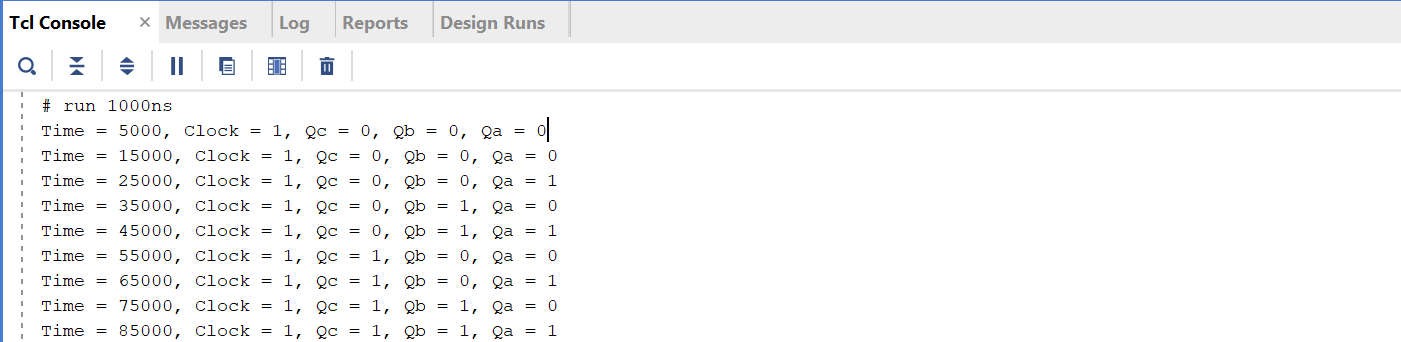 Tcl Console × Messages Log Reports Design Runs
# run 1000ns
Time = 5000, Clock = 1, Qc = 0, Qb = 0, Qa = 0
Time = 15000, Clock = 1, Qc = 0, Qb = 0, Qa = 0
Time = 25000, Clock = 1, Qc = 0, Qb = 0, Qa = 1
Time = 35000, Clock = 1, Qc = 0, Qb = 1, Qa = 0
Time = 45000, Clock = 1, Qc = 0, Qb = 1, Qa = 1
Time = 55000, Clock = 1, Qc = 1, Qb = 0, Qa = 0
Time = 65000, Clock = 1, Qc = 1, Qb = 0, Qa = 1
Time = 75000, Clock = 1, Qc = 1, Qb = 1, Qa = 0
Time = 85000, Clock = 1, Qc = 1, Qb = 1, Qa = 1